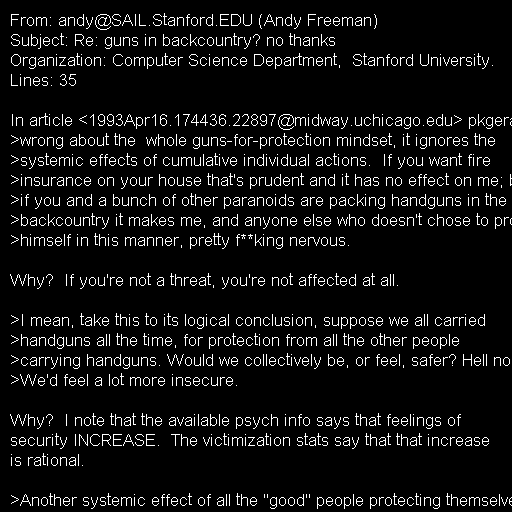 From: andy@SAIL.Stanford.EDU (Andy Freeman)
Subject: Re: guns in backcountry? no thanks
Organization: Computer Science Department,  Stanford University.
Lines: 35

In article <1993Apr16.174436.22897@midway.uchicago.edu>
>wrong about the  whole guns-for-protection mindset, it ignores the
>systemic effects of cumulative individual actions.  If you want fire
>insurance on your house that's prudent and it has no effect on me;
>if you and a bunch of other paranoids are packing handguns in the
>backcountry it makes me, and anyone else who doesn't chose to
>himself in this manner, pretty f**king nervous.

Why?  If you're not a threat, you're not affected at all.

>I mean, take this to its logical conclusion, suppose we all carried
>handguns all the time, for protection from all the other people
>carrying handguns. Would we collectively be, or feel, safer? Hell no
>We'd feel a lot more insecure.

Why?  I note that the available psych info says that feelings of
security INCREASE.  The victimization stats say that that increase
is rational.

>Another systemic effect of all the "good" people protecting